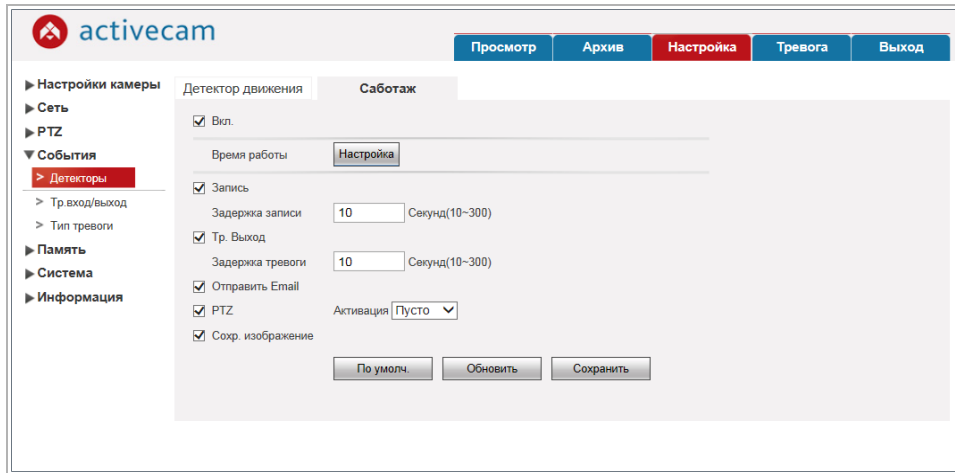 activecam
Просмотр Архив Настройка Тревога Выход
Настройки камеры
Сеть
PTZ
События
> Детекторы
> Тр.вход/выход
> Тип тревоги
Память
Система
Информация
Детектор движения Саботаж
Вкл.
Время работы Настройка
Запись
Задержка записи 10 Секунд(10~300)
Тр. Выход
Задержка тревоги 10 Секунд(10~300)
Отправить Email
PTZ Активация Пусто
Сохр. изображение
По умолч. Обновить Сохранить